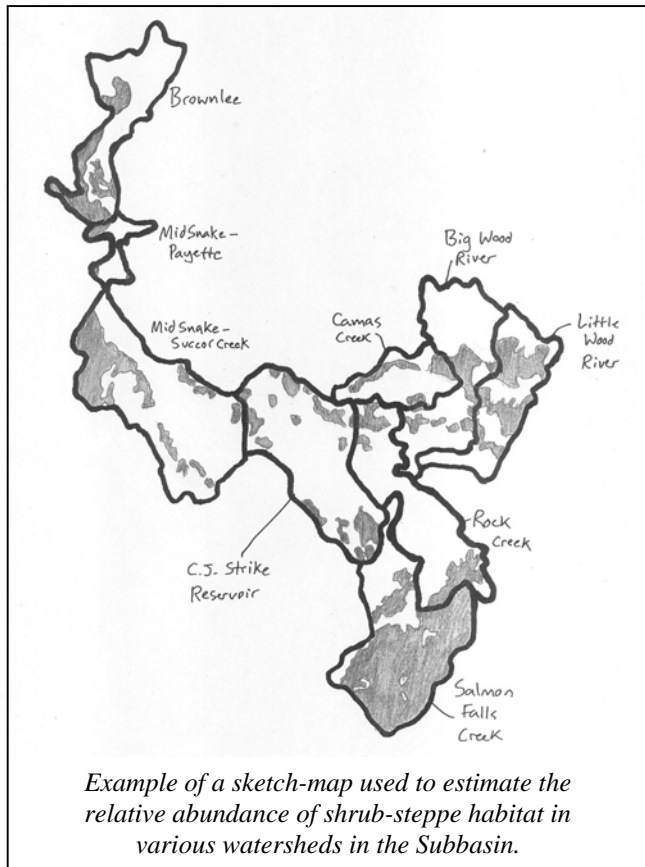 Brownlee
MidSnake-
Payette
Big Wood
River
MidSnake-
Succor Creek
Camas
Creek
Little
Wood
River
Rock
Creek
C.J. Strike
Reservoir
Salmon
Falls
Creek
Example of a sketch-map used to estimate the
relative abundance of shrub-steppe habitat in
various watersheds in the Subbasin.